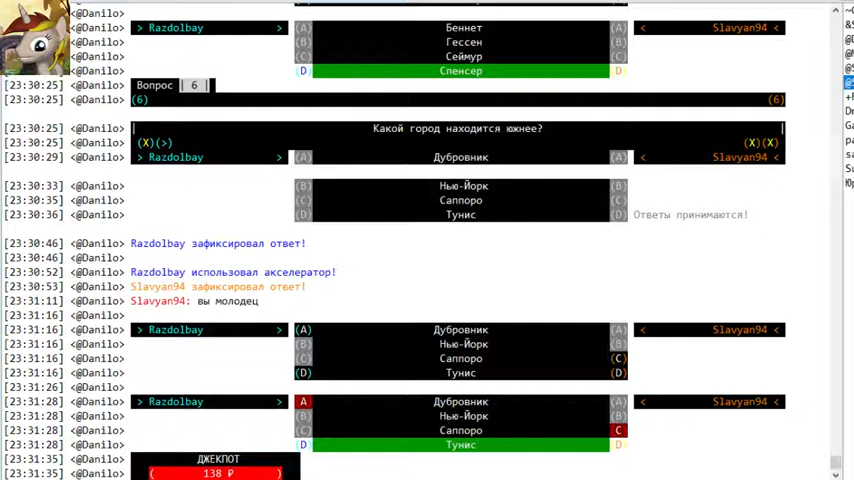 <@Danilo>
<@Danilo> > Razdolbay > (A) Беннет (A) < Slavyan94 <
<@Danilo> (B) Гессен (B)
<@Danilo> (C) Сеймур (C)
<@Danilo> (D) Спенсер (D)
[23:30:25] <@Danilo> Вопрос | 6 |
[23:30:25] <@Danilo> (6) (6)
[23:30:25] <@Danilo> | Какой город находится южнее? |
[23:30:25] <@Danilo> (X)(>) (X)(X)
[23:30:29] <@Danilo> > Razdolbay > (A) Дубровник (A) < Slavyan94 <
[23:30:33] <@Danilo> (B) Нью-Йорк (B)
[23:30:35] <@Danilo> (C) Саппоро (C)
[23:30:36] <@Danilo> (D) Тунис (D) Ответы принимаются!
[23:30:46] <@Danilo> Razdolbay зафиксировал ответ!
[23:30:46] <@Danilo>
[23:30:52] <@Danilo> Razdolbay использовал акселератор!
[23:30:53] <@Danilo> Slavyan94 зафиксировал ответ!
[23:31:11] <@Danilo> Slavyan94: вы молодец
[23:31:16] <@Danilo>
[23:31:16] <@Danilo> > Razdolbay > (A) Дубровник (A) < Slavyan94 <
[23:31:16] <@Danilo> (B) Нью-Йорк (B)
[23:31:16] <@Danilo> (C) Саппоро (C)
[23:31:16] <@Danilo> (D) Тунис (D)
[23:31:26] <@Danilo>
[23:31:28] <@Danilo> > Razdolbay > A Дубровник (A) < Slavyan94 <
[23:31:28] <@Danilo> (B) Нью-Йорк (B)
[23:31:28] <@Danilo> (C) Саппоро C
[23:31:28] <@Danilo> (D) Тунис (D)
[23:31:35] <@Danilo> ДЖЕКПОТ
[23:31:35] <@Danilo> ( 138 ₽ )